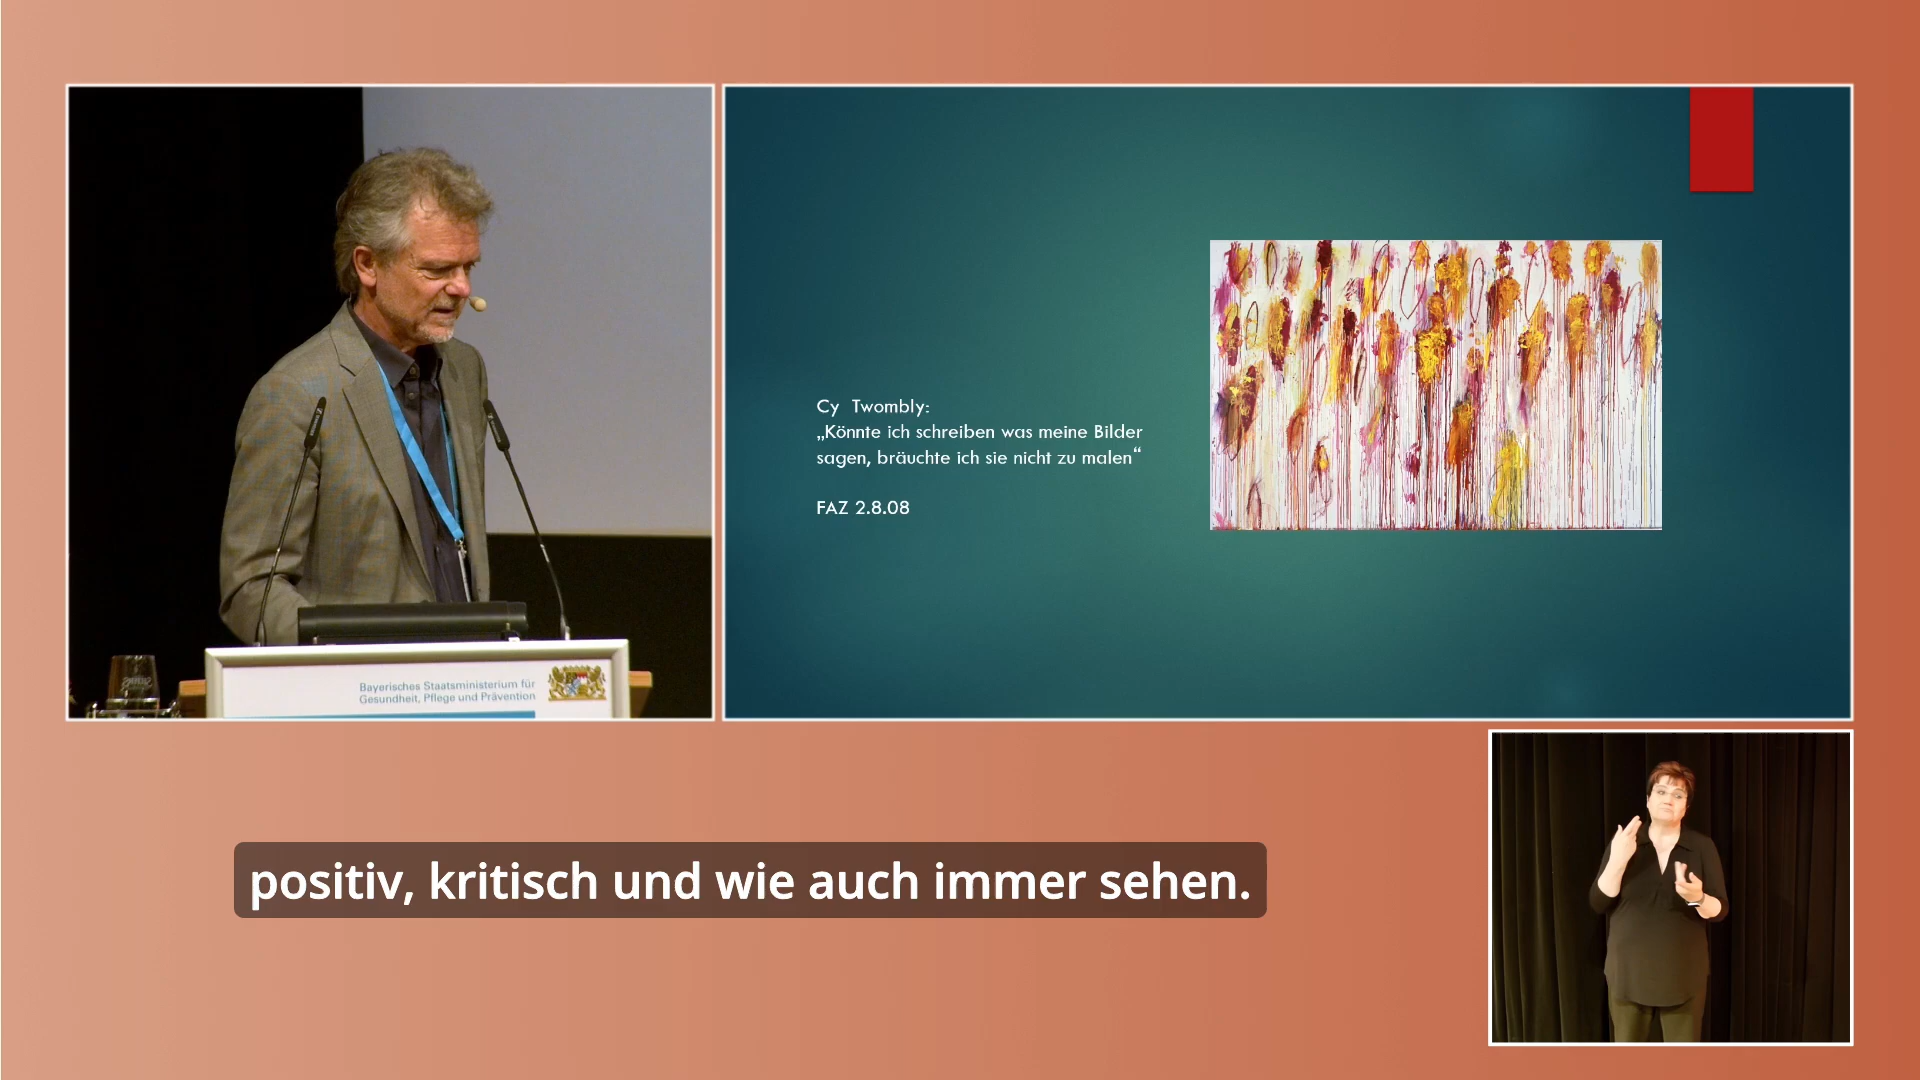 Cy Twombly:
„Könnte ich schreiben was meine Bilder
sagen, bräuchte ich sie nicht zu malen“
FAZ 2.8.08
Bayerisches Staatsministerium für
Gesundheit, Pflege und Prävention
positiv, kritisch und wie auch immer sehen.